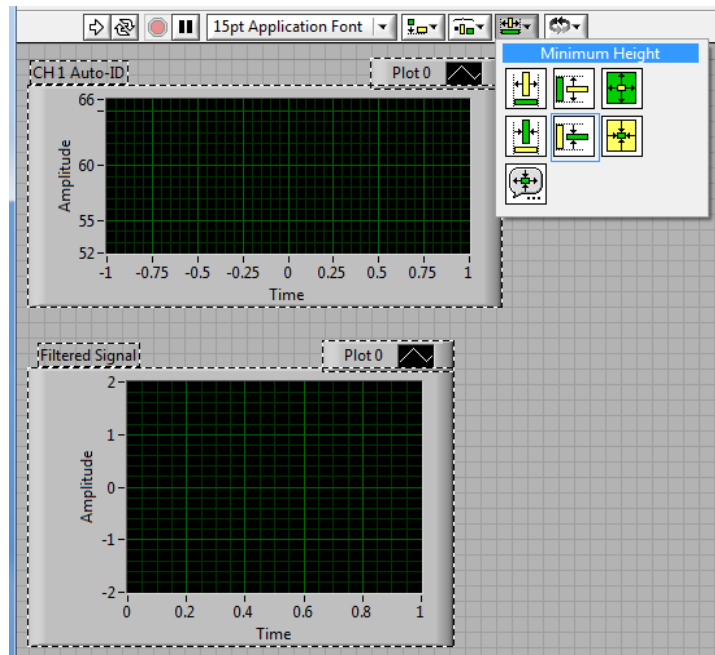 15pt Application Font
Minimum Height
CH 1 Auto-ID
Plot 0
66
60
55
52
Amplitude
-1 -0.75 -0.5 -0.25 0 0.25 0.5 0.75 1
Time
Filtered Signal
Plot 0
2
1
0
-1
-2
Amplitude
0 0.2 0.4 0.6 0.8 1
Time